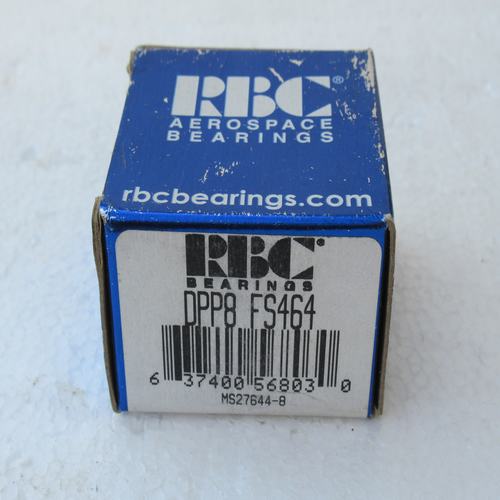 RBC®
AEROSPACE
BEARINGS
rbcbearings.com
RBC®
BEARINGS
DPP8 FS464
6 37400 56803 0
MS27644-8